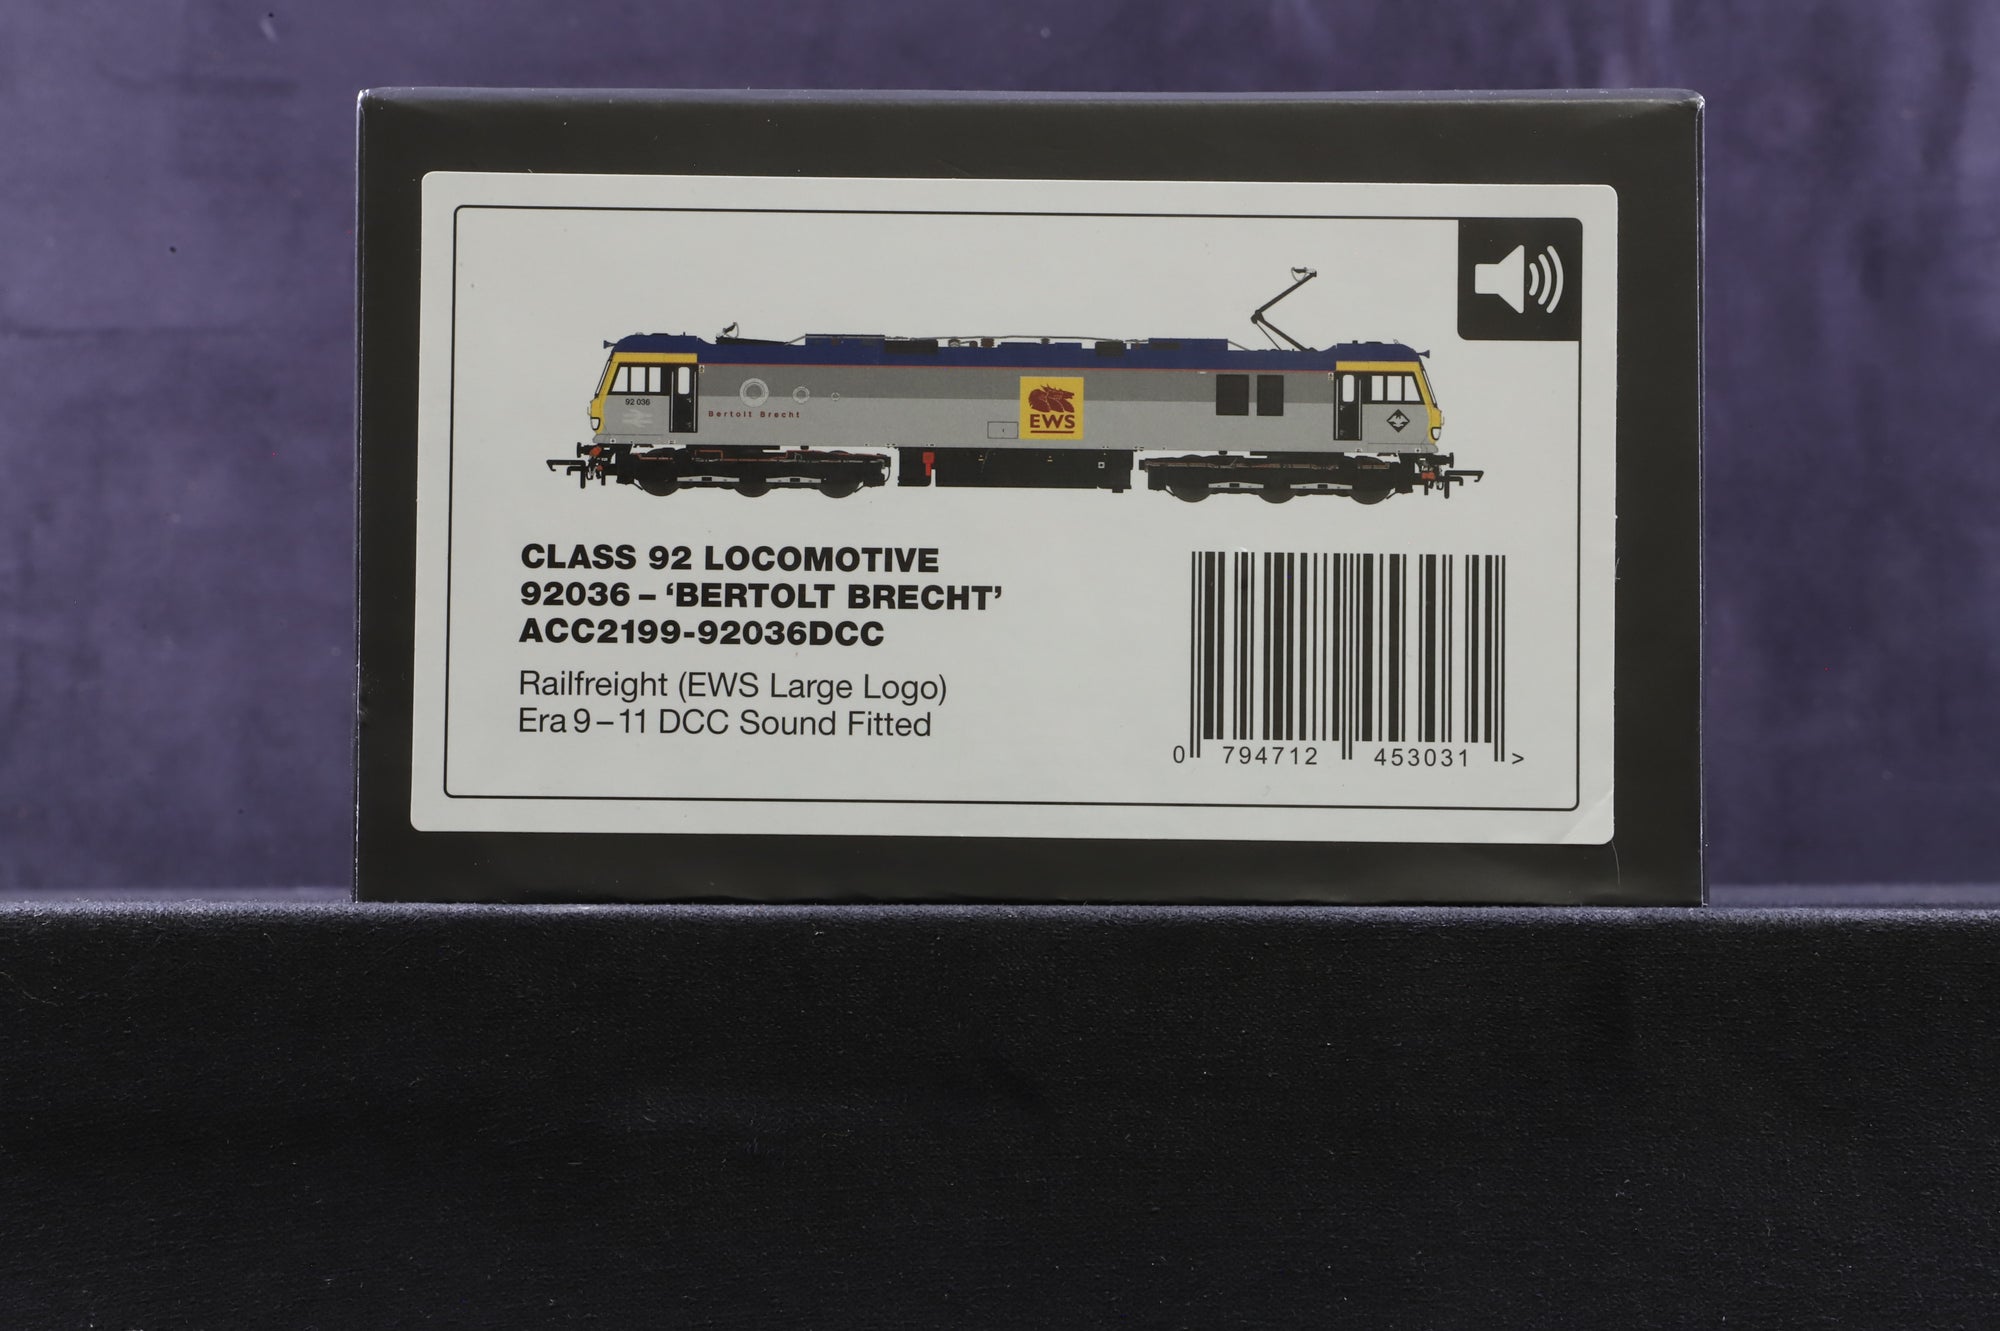 92 036
Bertolt Brecht
EWS
CLASS 92 LOCOMOTIVE
92036 – ‘BERTOLT BRECHT’
ACC2199-92036DCC
Railfreight (EWS Large Logo)
Era 9 – 11 DCC Sound Fitted
0 794712 453031 >